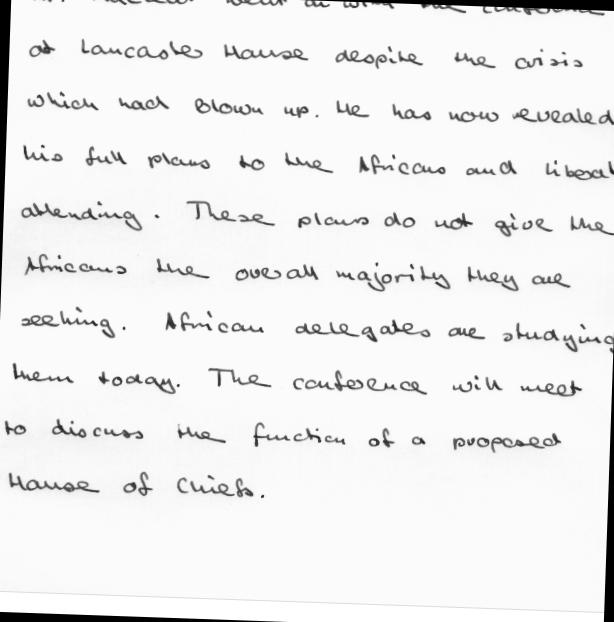 went on with the conference
at Lancaster House despite the crisis
which had blown up. He has now revealed
his full plans to the Africans and Liberal
attending. These plans do not give the
Africans the overall majority they are
seeking. African delegates are studying
them today. The conference will meet
to discuss the function of a proposed
House of Chiefs.